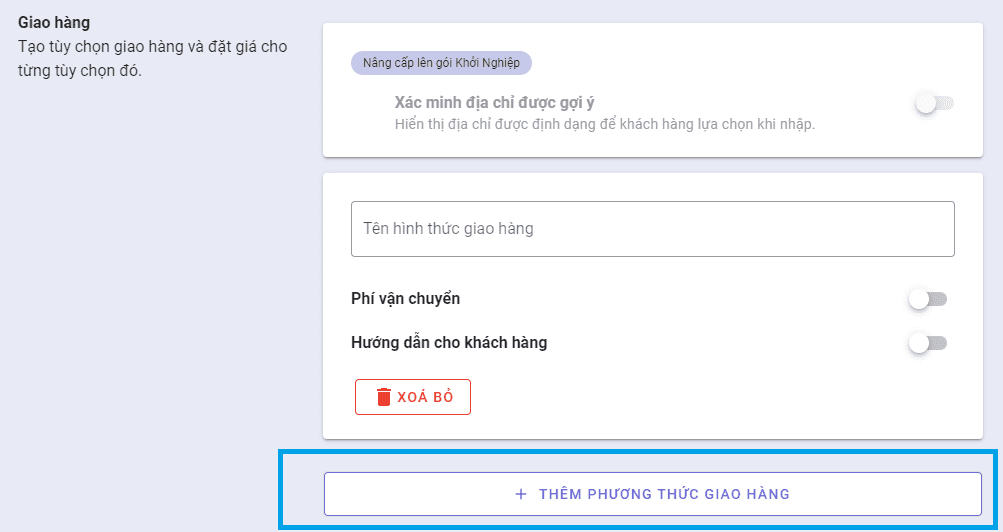 Giao hàng
Tạo tùy chọn giao hàng và đặt giá cho
từng tùy chọn đó.
Nâng cấp lên gói Khởi Nghiệp
Xác minh địa chỉ được gợi ý
Hiển thị địa chỉ được định dạng để khách hàng lựa chọn khi nhập.
Tên hình thức giao hàng
Phí vận chuyển
Hướng dẫn cho khách hàng
XOÁ BỎ
+ THÊM PHƯƠNG THỨC GIAO HÀNG